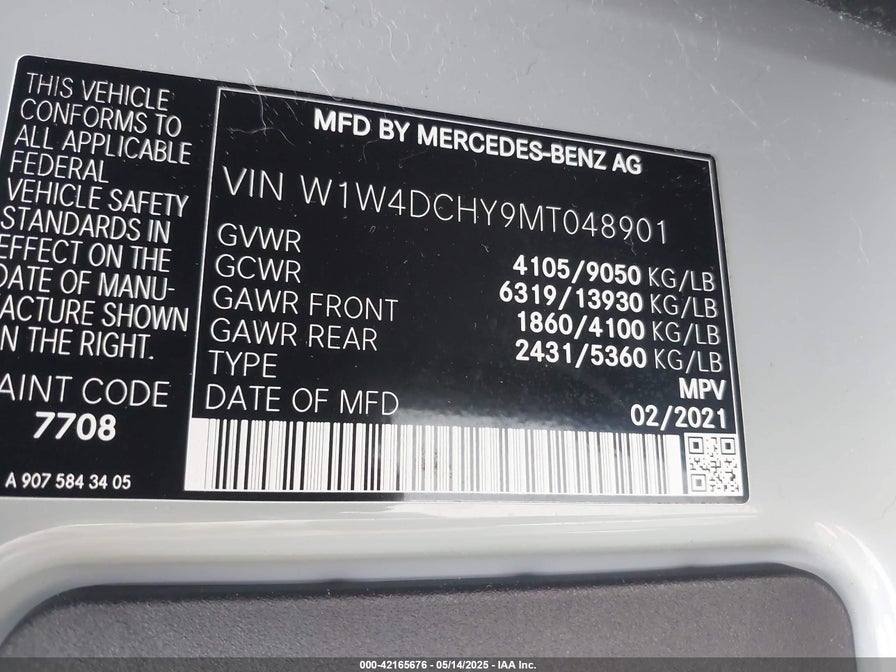 THIS VEHICLE
CONFORMS TO
ALL APPLICABLE
FEDERAL
VEHICLE SAFETY
STANDARDS IN
EFFECT ON THE
DATE OF MANU-
FACTURE SHOWN
IN THE RIGHT.
AINT CODE
7708
A 907 584 34 05
MFD BY MERCEDES-BENZ AG
VIN W1W4DCHY9MT048901
GVWR 4105/9050 KG/LB
GCWR 6319/13930 KG/LB
GAWR FRONT 1860/4100 KG/LB
GAWR REAR 2431/5360 KG/LB
TYPE MPV
DATE OF MFD 02/2021
000-42165676 - 05/14/2025 - IAA Inc.